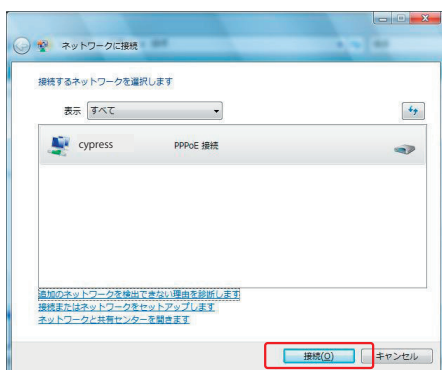 ネットワークに接続
接続するネットワークを選択します
表示 すべて
cypress PPPoE 接続
追加のネットワークを検出できない理由を診断します
接続またはネットワークをセットアップします
ネットワークと共有センターを開きます
接続(O) キャンセル